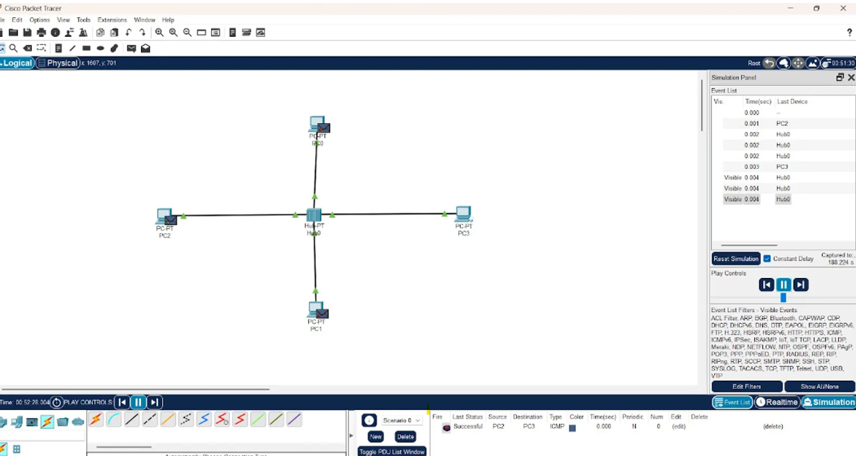 Cisco Packet Tracer
Edit Options View Tools Extensions Window Help
Logical Physical x: 1607, y: 701
Root 00:51:30
Simulation Panel
Event List
Vis. Time(sec) Last Device
0.000 --
0.001 PC2
0.002 Hub0
0.002 Hub0
0.002 Hub0
0.003 PC3
Visible 0.004 Hub0
Visible 0.004 Hub0
Visible 0.004 Hub0
PC-PT
PC-PT
PC2
Hub-PT
Hub0
PC-PT
PC3
PC-PT
PC1
Reset Simulation Constant Delay Captured to:
188.224 s
Play Controls
Event List Filters - Visible Events
ACL Filter, ARP, BGP, Bluetooth, CAPWAP, CDP,
DHCP, DHCPv6, DNS, DTP, EAPOL, EIGRP, EIGRPv6,
FTP, H.323, HSRP, HSRPv6, HTTP, HTTPS, ICMP,
ICMPv6, IPSec, ISAKMP, IoT, IoT TCP, LACP, LLDP,
Meraki, NDP, NETFLOW, NTP, OSPF, OSPFv6, PAgP,
POP3, PPP, PPPoED, PTP, RADIUS, REP, RIP,
RIPng, RTP, SCCP, SMTP, SNMP, SSH, STP,
SYSLOG, TACACS, TCP, TFTP, Telnet, UDP, USB,
VTP
Edit Filters Show All/None
Time: 00:52:28.004 PLAY CONTROLS
Event List Realtime Simulation
Scenario 0
New Delete
Toggle PDU List Window
Fire Last Status Source Destination Type Color Time(sec) Periodic Num Edit Delete
Successful PC2 PC3 ICMP 0.000 N 0 (edit) (delete)